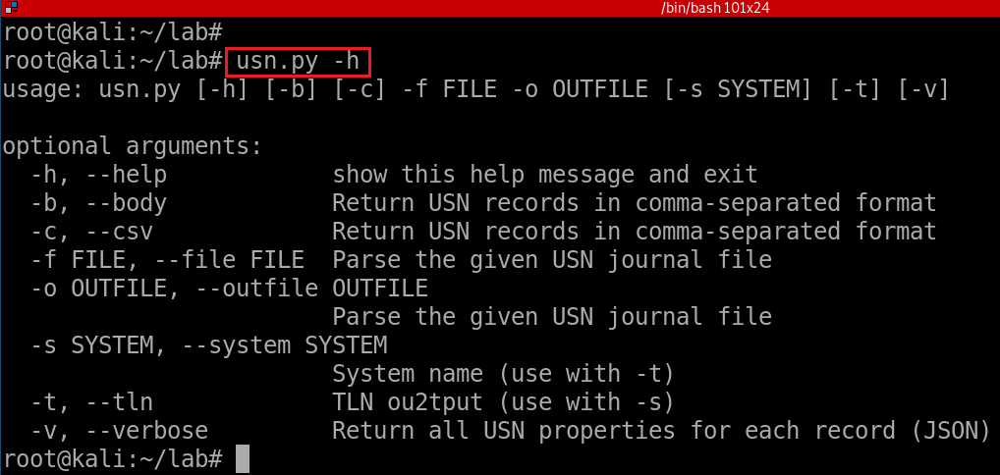 /bin/bash 101x24
root@kali:~/lab#
root@kali:~/lab# usn.py -h
usage: usn.py [-h] [-b] [-c] -f FILE -o OUTFILE [-s SYSTEM] [-t] [-v]

optional arguments:
  -h, --help            show this help message and exit
  -b, --body            Return USN records in comma-separated format
  -c, --csv             Return USN records in comma-separated format
  -f FILE, --file FILE  Parse the given USN journal file
  -o OUTFILE, --outfile OUTFILE
                        Parse the given USN journal file
  -s SYSTEM, --system SYSTEM
                        System name (use with -t)
  -t, --tln             TLN ou2tput (use with -s)
  -v, --verbose         Return all USN properties for each record (JSON)
root@kali:~/lab#